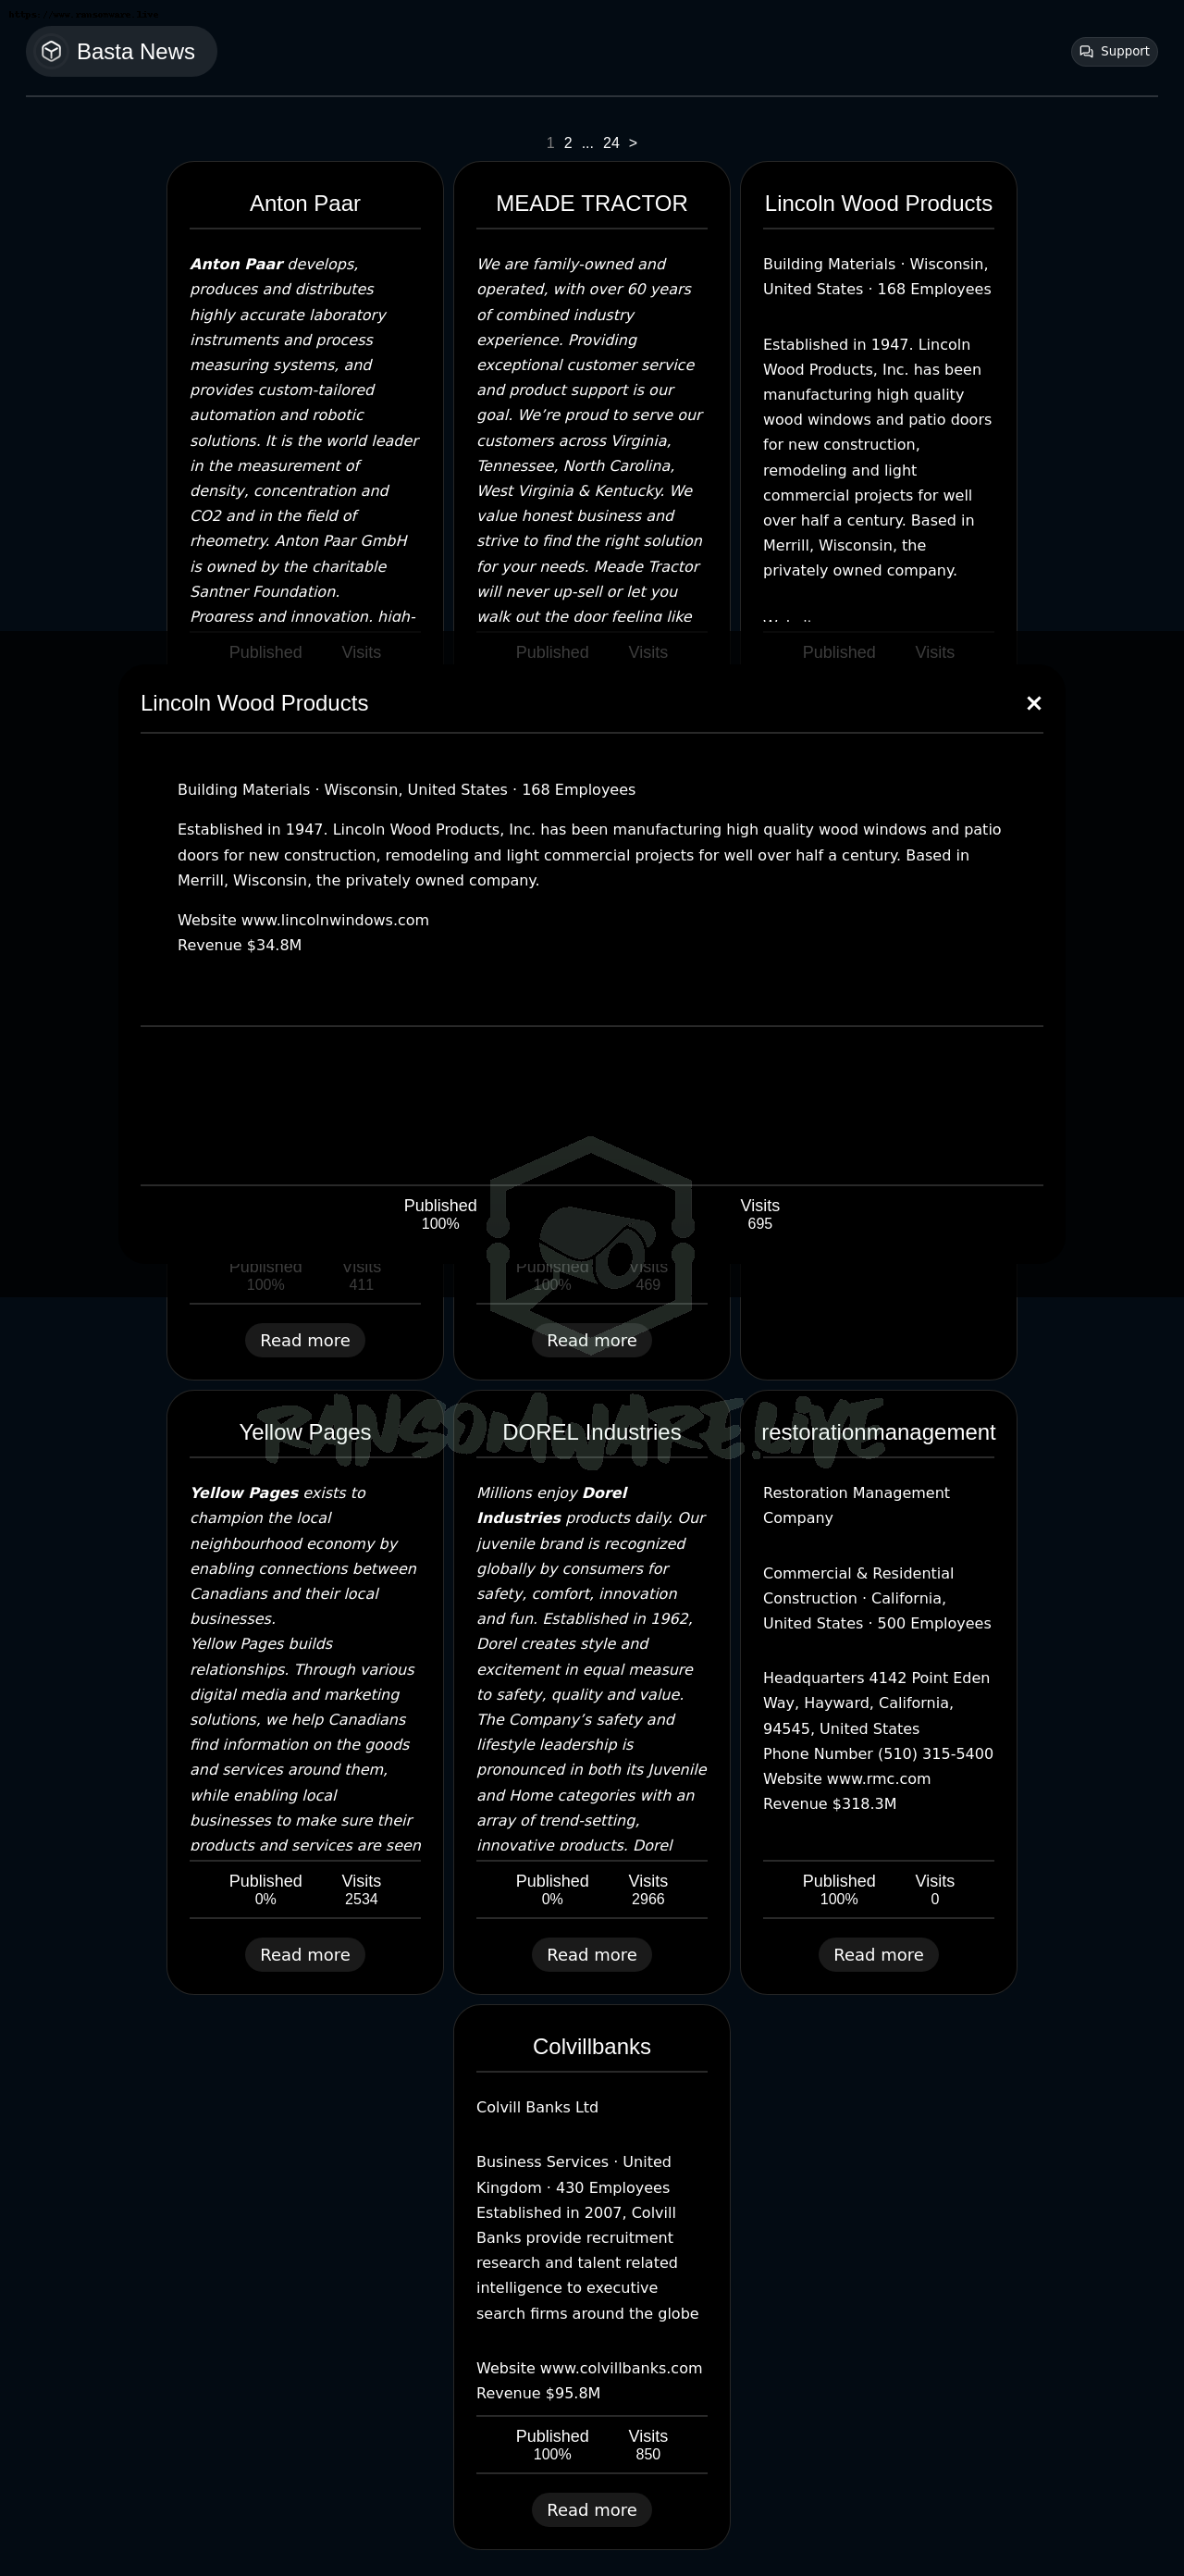 https://www.ransomware.live
Basta News
Support
1 2 ... 24 >
Anton Paar
Anton Paar develops,
produces and distributes
highly accurate laboratory
instruments and process
measuring systems, and
provides custom-tailored
automation and robotic
solutions. It is the world leader
in the measurement of
density, concentration and
CO2 and in the field of
rheometry. Anton Paar GmbH
is owned by the charitable
Santner Foundation.
Progress and innovation, high-
Published Visits
MEADE TRACTOR
We are family-owned and
operated, with over 60 years
of combined industry
experience. Providing
exceptional customer service
and product support is our
goal. We’re proud to serve our
customers across Virginia,
Tennessee, North Carolina,
West Virginia & Kentucky. We
value honest business and
strive to find the right solution
for your needs. Meade Tractor
will never up-sell or let you
walk out the door feeling like
Published Visits
Lincoln Wood Products
Building Materials · Wisconsin,
United States · 168 Employees
Established in 1947. Lincoln
Wood Products, Inc. has been
manufacturing high quality
wood windows and patio doors
for new construction,
remodeling and light
commercial projects for well
over half a century. Based in
Merrill, Wisconsin, the
privately owned company.
Published Visits
Lincoln Wood Products
Building Materials · Wisconsin, United States · 168 Employees
Established in 1947. Lincoln Wood Products, Inc. has been manufacturing high quality wood windows and patio
doors for new construction, remodeling and light commercial projects for well over half a century. Based in
Merrill, Wisconsin, the privately owned company.
Website www.lincolnwindows.com
Revenue $34.8M
Published Visits
100% 695
Published Visits
411
100%
Read more
Published Visits
100% 469
Read more
RANSOMWARE.LIVE
Yellow Pages
Yellow Pages exists to
champion the local
neighbourhood economy by
enabling connections between
Canadians and their local
businesses.
Yellow Pages builds
relationships. Through various
digital media and marketing
solutions, we help Canadians
find information on the goods
and services around them,
while enabling local
businesses to make sure their
products and services are seen
Published Visits
0% 2534
Read more
DOREL Industries
Millions enjoy Dorel
Industries products daily. Our
juvenile brand is recognized
globally by consumers for
safety, comfort, innovation
and fun. Established in 1962,
Dorel creates style and
excitement in equal measure
to safety, quality and value.
The Company’s safety and
lifestyle leadership is
pronounced in both its Juvenile
and Home categories with an
array of trend-setting,
innovative products. Dorel
Published Visits
0% 2966
Read more
restorationmanagement
Restoration Management
Company
Commercial & Residential
Construction · California,
United States · 500 Employees
Headquarters 4142 Point Eden
Way, Hayward, California,
94545, United States
Phone Number (510) 315-5400
Website www.rmc.com
Revenue $318.3M
Published Visits
100% 0
Read more
Colvillbanks
Colvill Banks Ltd
Business Services · United
Kingdom · 430 Employees
Established in 2007, Colvill
Banks provide recruitment
research and talent related
intelligence to executive
search firms around the globe
Website www.colvillbanks.com
Revenue $95.8M
Published Visits
100% 850
Read more